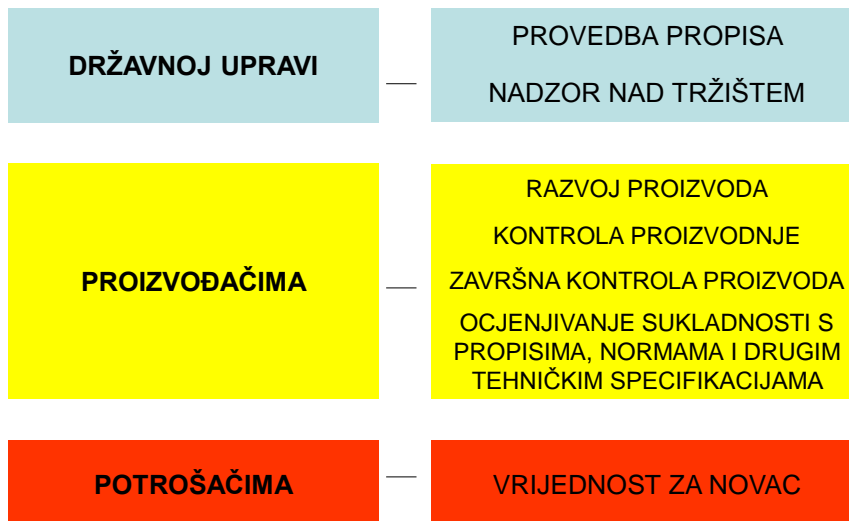 DRŽAVNOJ UPRAVI
PROVEDBA PROPISA
NADZOR NAD TRŽIŠTEM
PROIZVOĐAČIMA
RAZVOJ PROIZVODA
KONTROLA PROIZVODNJE
ZAVRŠNA KONTROLA PROIZVODA
OCJENJIVANJE SUKLADNOSTI S
PROPISIMA, NORMAMA I DRUGIM
TEHNIČKIM SPECIFIKACIJAMA
POTROŠAČIMA
VRIJEDNOST ZA NOVAC